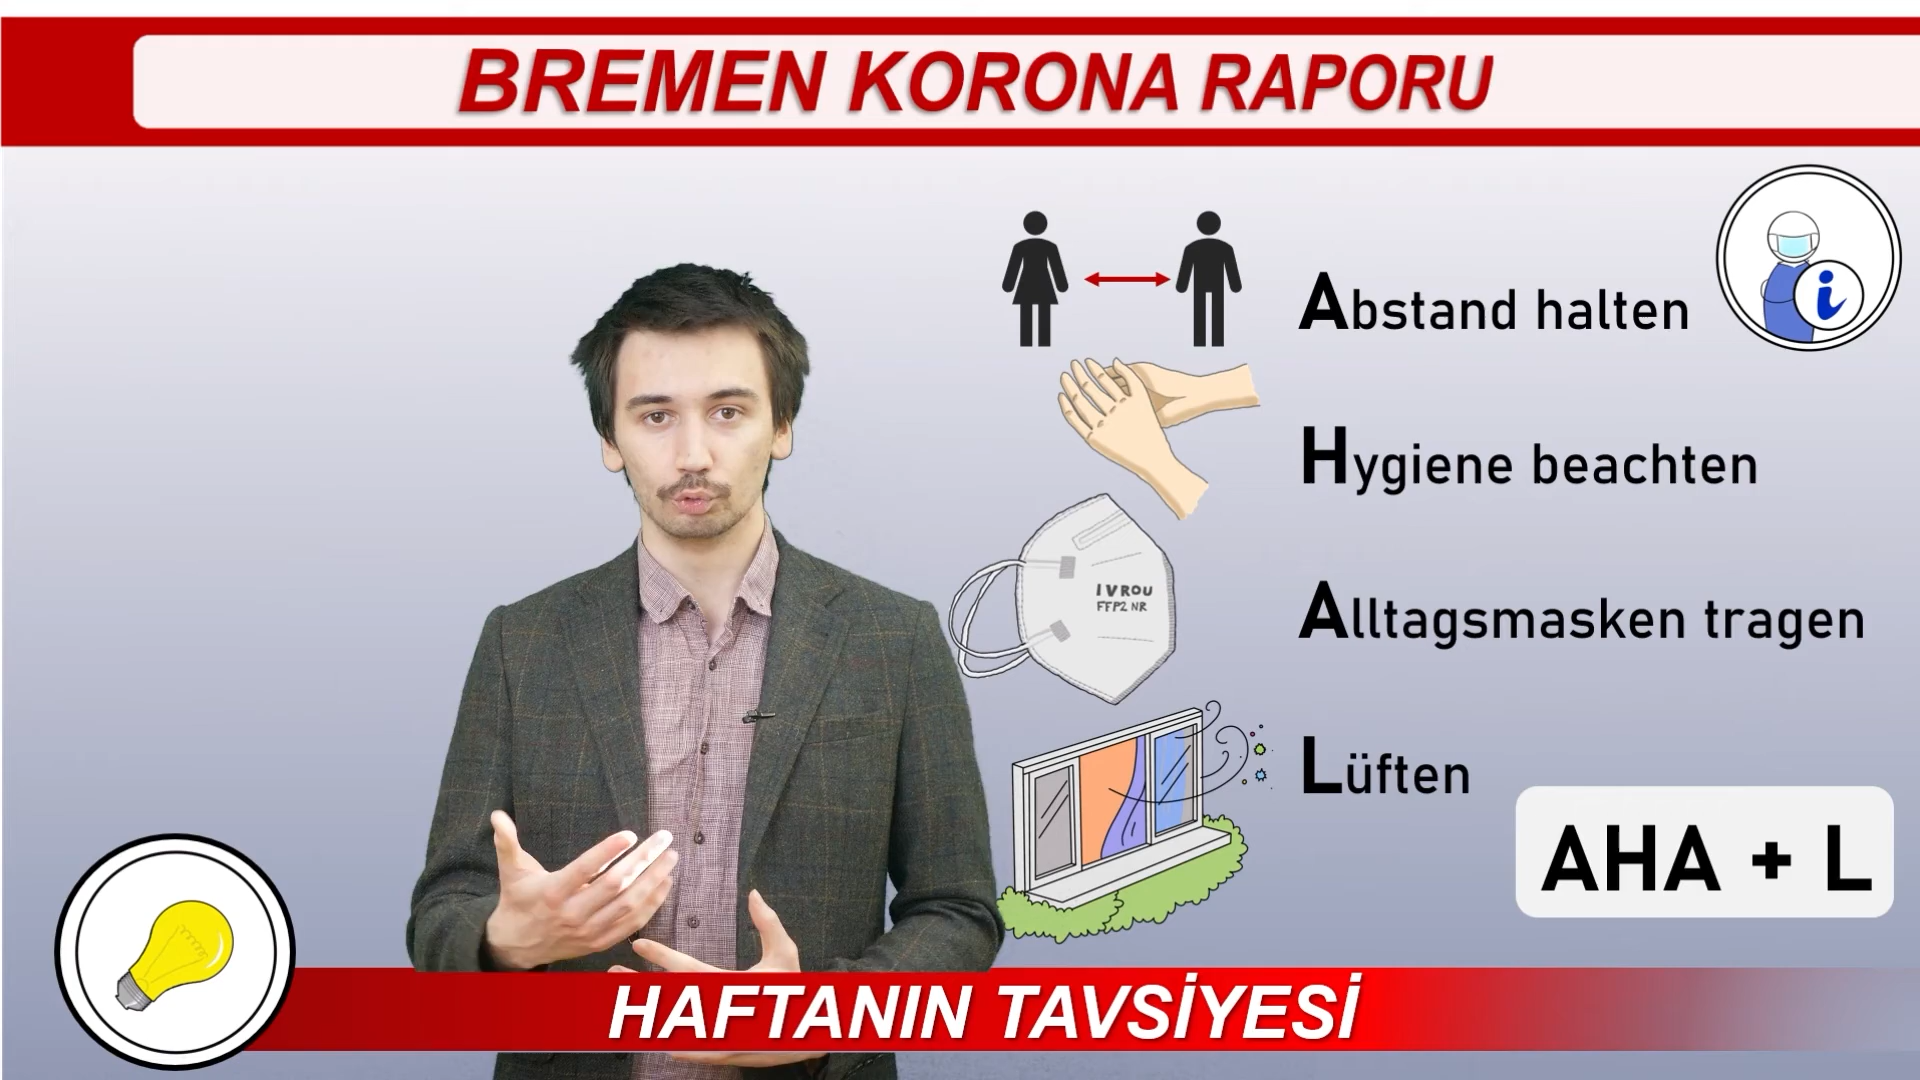 BREMEN KORONA RAPORU
Abstand halten
i
Hygiene beachten
IVROU
FFP2 NR
Alltagsmasken tragen
Lüften
AHA + L
HAFTANIN TAVSİYESİ